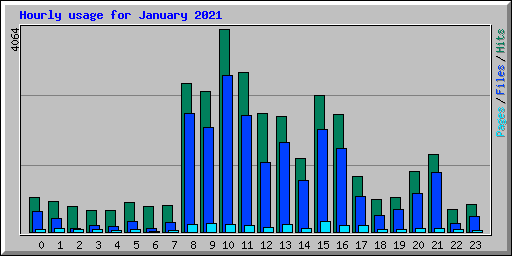 Hourly usage for January 2021
4064
Pages / Files / Hits
0 1 2 3 4 5 6 7 8 9 10 11 12 13 14 15 16 17 18 19 20 21 22 23